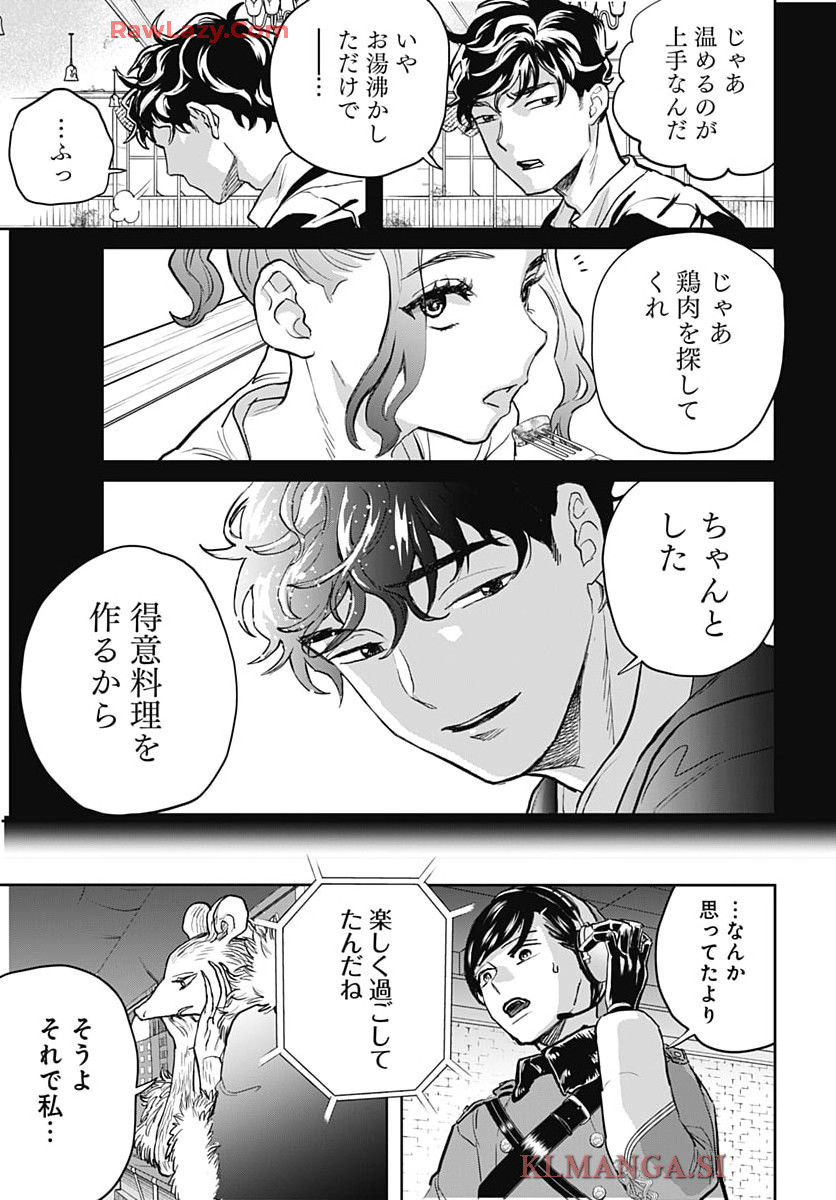 じゃあ
温めるのが
上手なんだ
いや
お湯沸かし
ただけで
――…
…ふっ
RawLazy.Com
じゃあ
鶏肉を探して
くれ
ちゃんと
した
得意料理を
作るから
…なんか
思ってたより
楽しく過ごして
たんだね
そうよ
それで私…
KLMANGA.SI